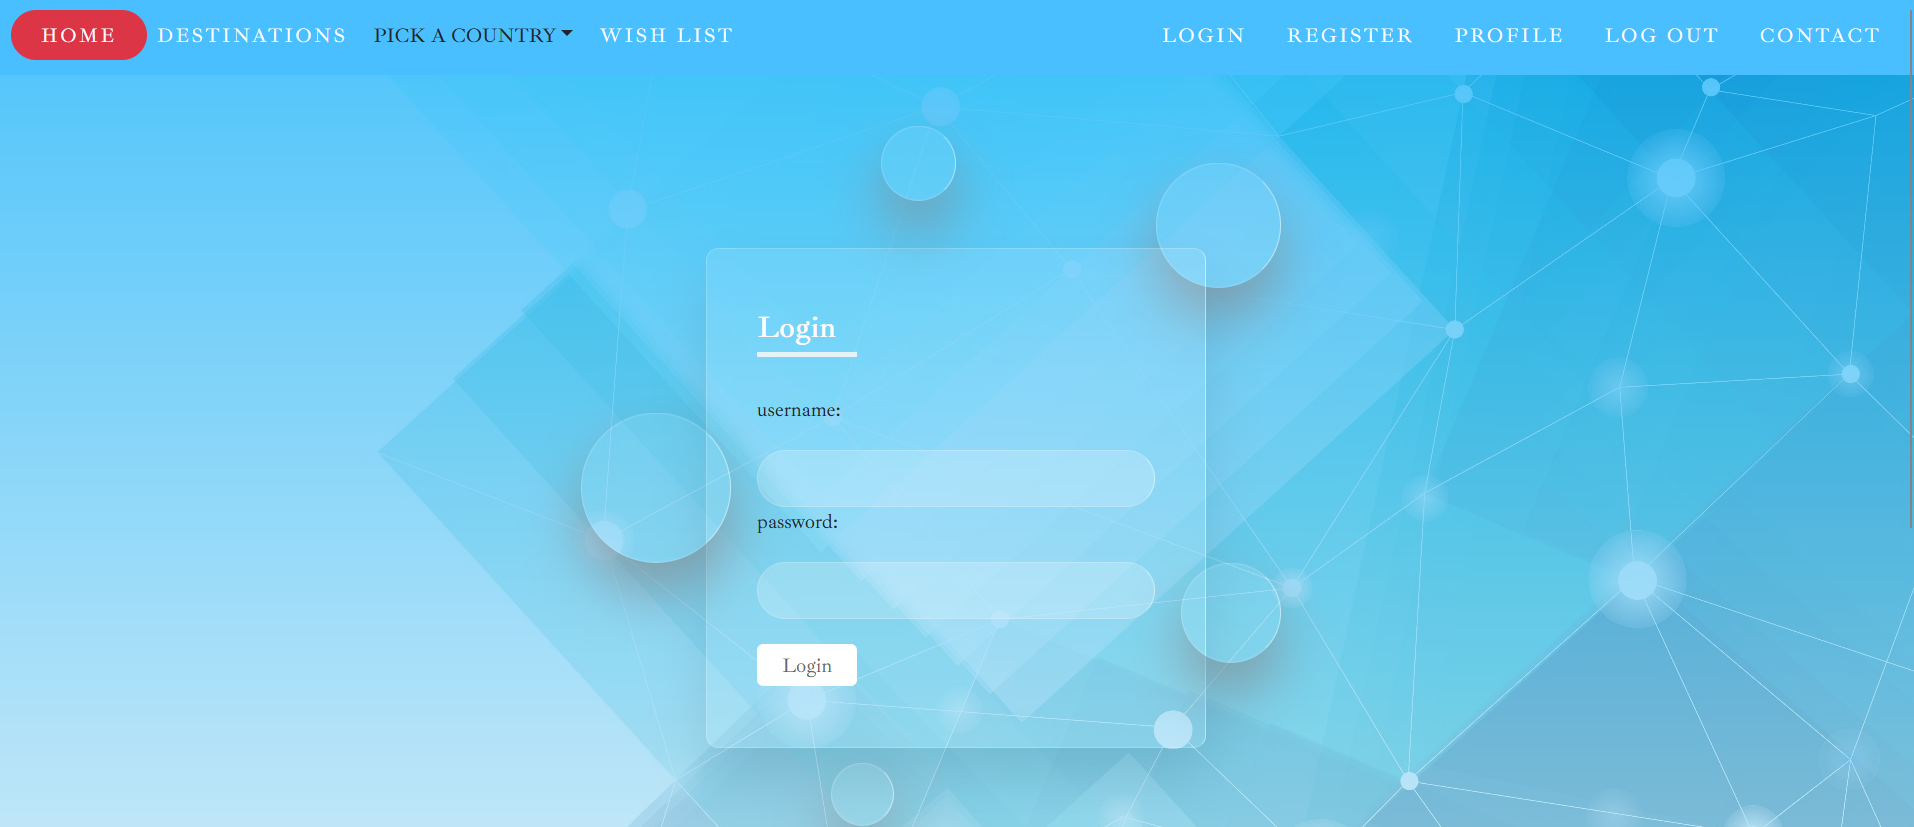 HOME DESTINATIONS PICK A COUNTRY WISH LIST LOGIN REGISTER PROFILE LOG OUT CONTACT
Login
username:
password:
Login